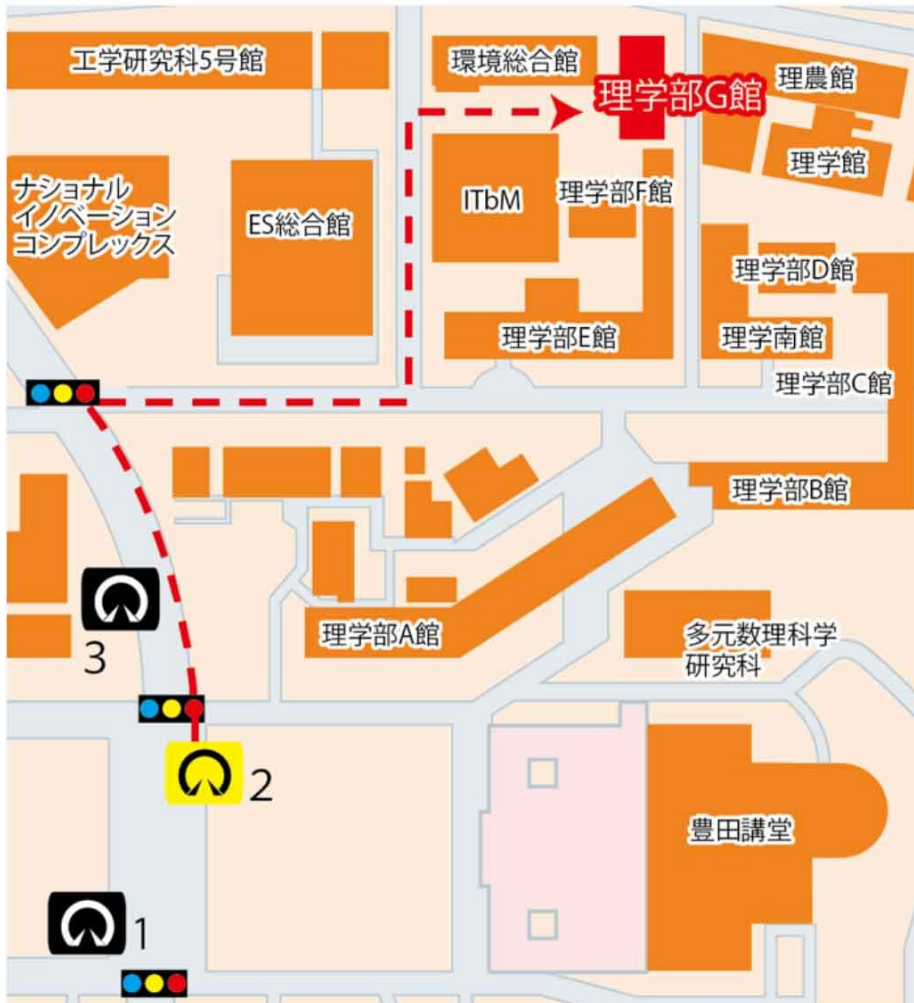 工学研究科5号館
環境総合館
理学部G館
理農館
理学館
ナショナル
イノベーション
コンプレックス
ES総合館
ITbM
理学部F館
理学部D館
理学部E館
理学南館
理学部C館
理学部B館
3
理学部A館
多元数理科学
研究科
2
豊田講堂
1